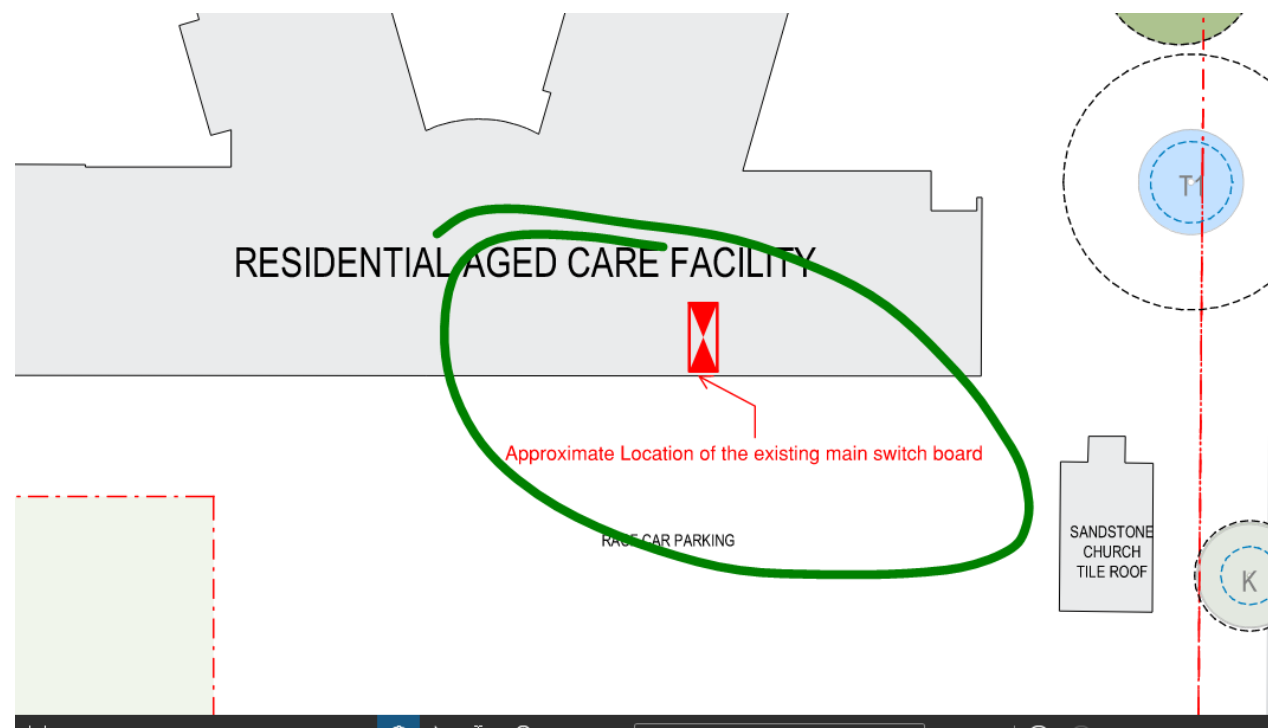 T1
RESIDENTIAL AGED CARE FACILITY
Approximate Location of the existing main switch board
SANDSTONE
CHURCH
TILE ROOF
RACF CAR PARKING
K